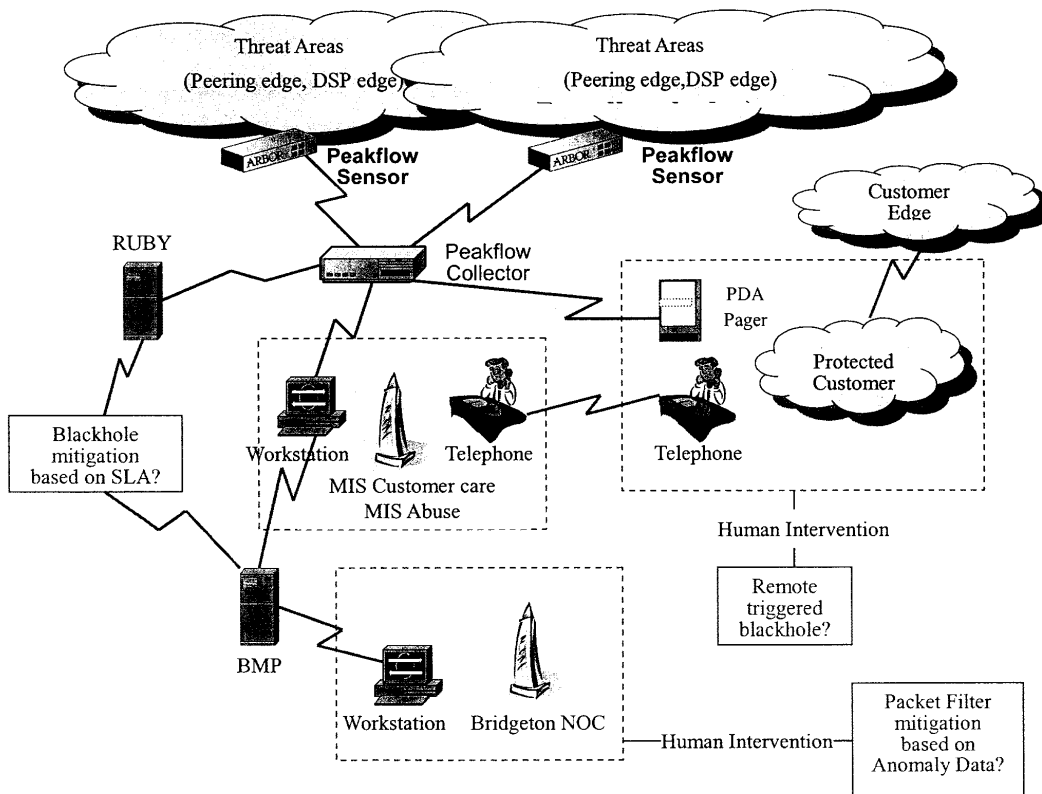 Threat Areas
(Peering edge, DSP edge)
Threat Areas
(Peering edge,DSP edge)
ARBOR
Peakflow
Sensor
ARBOR
Peakflow
Sensor
Customer
Edge
RUBY
Peakflow
Collector
PDA
Pager
Protected
Customer
Blackhole
mitigation
based on SLA?
Workstation
Telephone
Telephone
MIS Customer care
MIS Abuse
Human Intervention
Remote
triggered
blackhole?
BMP
Workstation
Bridgeton NOC
Human Intervention
Packet Filter
mitigation
based on
Anomaly Data?